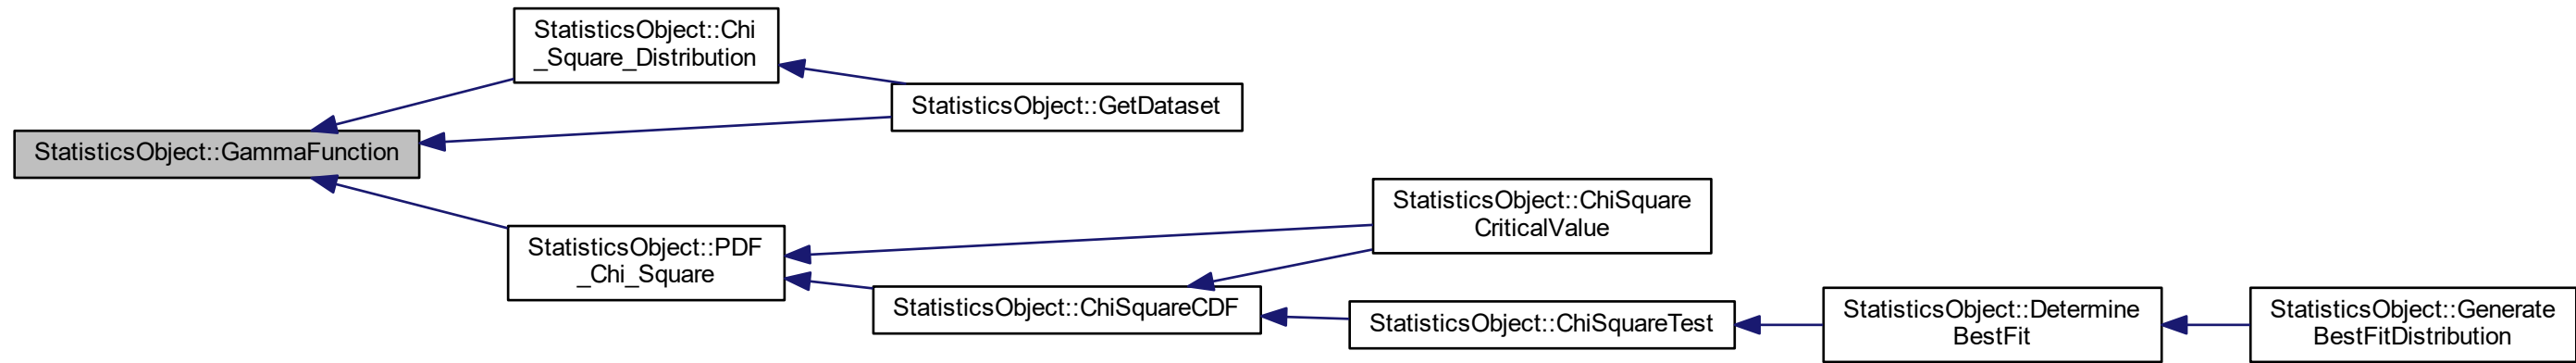 StatisticsObject::Chi
_Square_Distribution
StatisticsObject::GetDataset
StatisticsObject::GammaFunction
StatisticsObject::ChiSquare
CriticalValue
StatisticsObject::PDF
_Chi_Square
StatisticsObject::ChiSquareCDF
StatisticsObject::ChiSquareTest
StatisticsObject::Determine
BestFit
StatisticsObject::Generate
BestFitDistribution